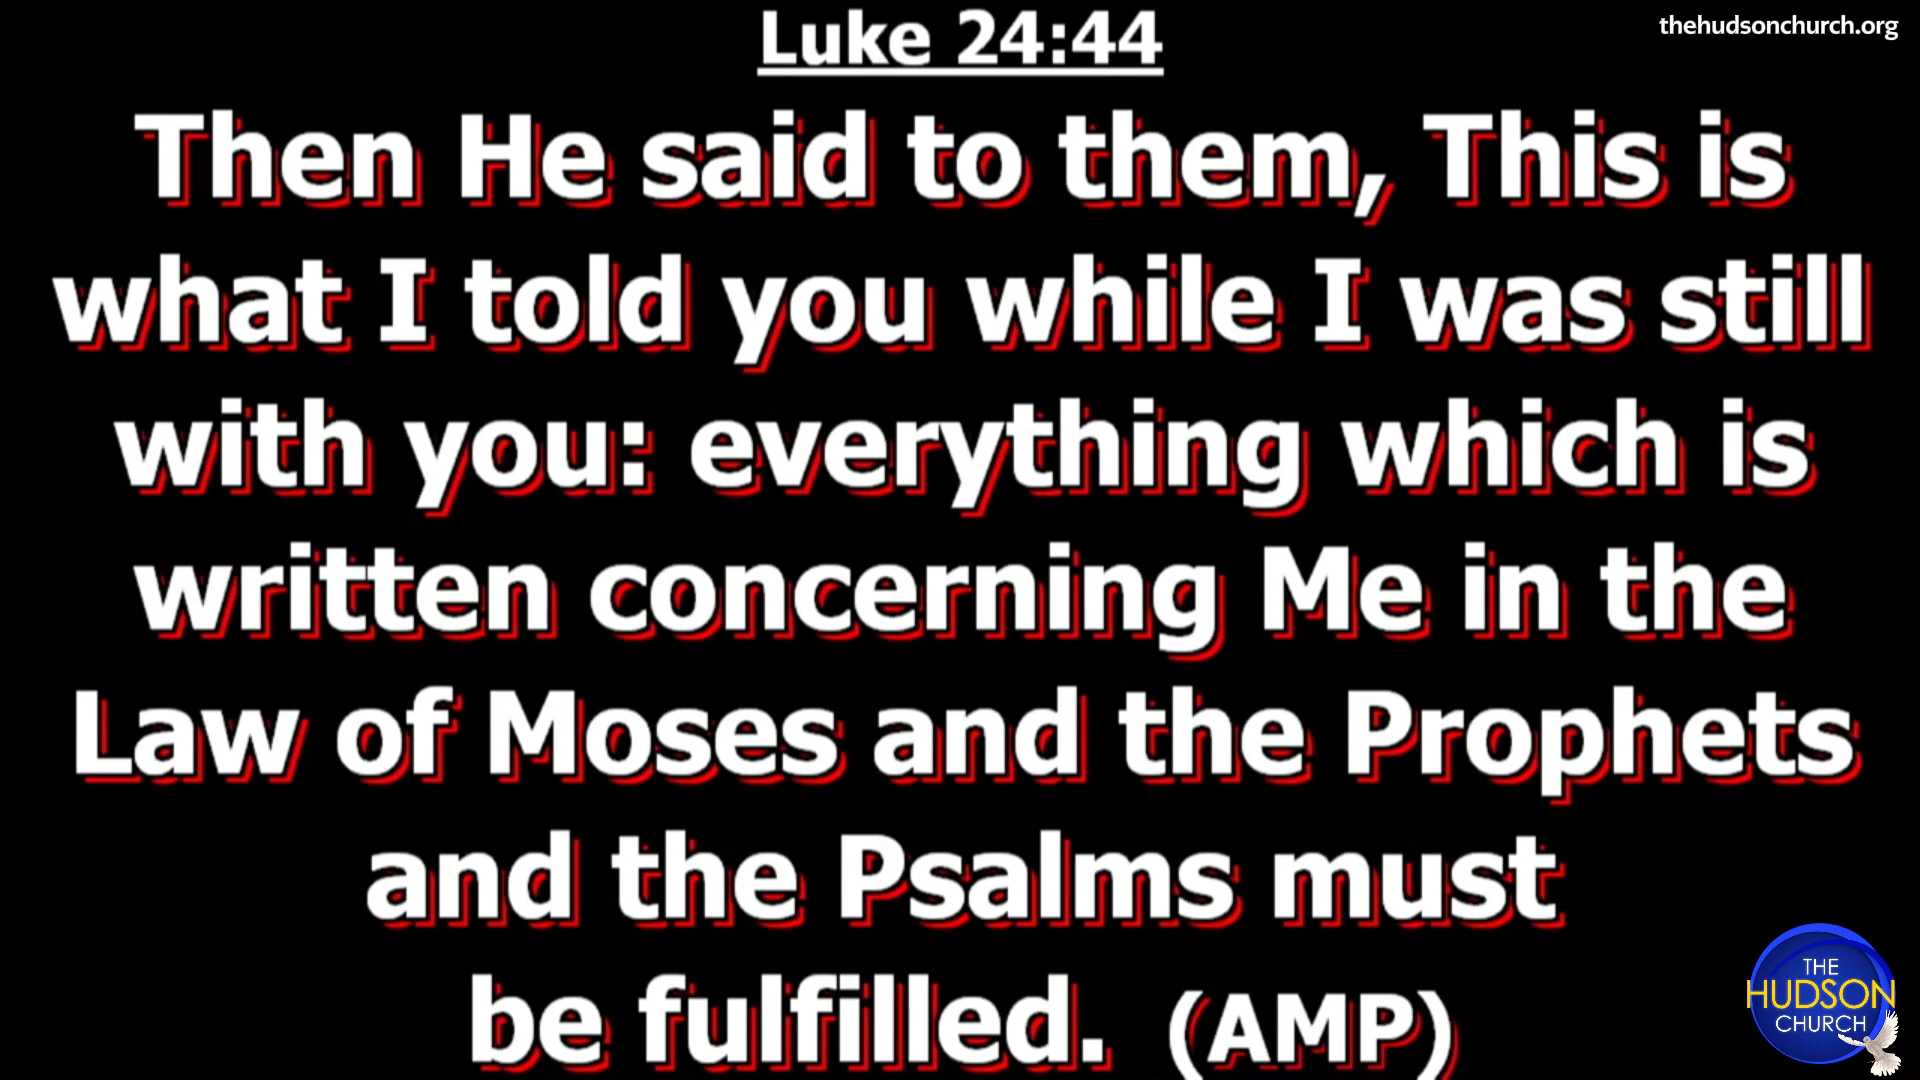 Luke 24:44
thehudsonchurch.org
Then He said to them, This is
what I told you while I was still
with you: everything which is
written concerning Me in the
Law of Moses and the Prophets
and the Psalms must
be fulfilled. (AMP)
THE
HUDSON
CHURCH